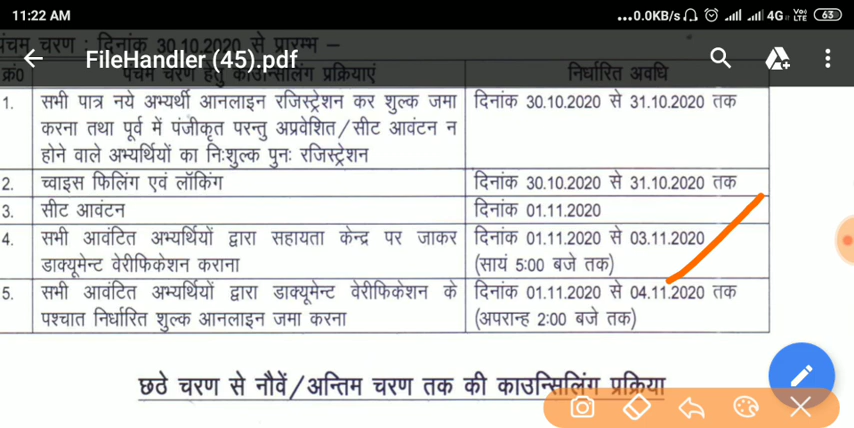 11:22 AM
...0.0KB/s 4G Vo) LTE 63
पंचम चरण : दिनांक 30.10.2020 से प्रारम्भ –
FileHandler (45).pdf
क्रं0 पंचम चरण हेतु काउन्सिलिंग प्रक्रियाएं निर्धारित अवधि
1. सभी पात्र नये अभ्यर्थी आनलाइन रजिस्ट्रेशन कर शुल्क जमा दिनांक 30.10.2020 से 31.10.2020 तक
करना तथा पूर्व में पंजीकृत परन्तु अप्रवेशित/सीट आवंटन न
होने वाले अभ्यर्थियों का निःशुल्क पुनः रजिस्ट्रेशन
2. च्वाइस फिलिंग एवं लॉकिंग दिनांक 30.10.2020 से 31.10.2020 तक
3. सीट आवंटन दिनांक 01.11.2020
4. सभी आवंटित अभ्यर्थियों द्वारा सहायता केन्द्र पर जाकर दिनांक 01.11.2020 से 03.11.2020
डाक्यूमेन्ट वेरीफिकेशन कराना (सायं 5:00 बजे तक)
5. सभी आवंटित अभ्यर्थियों द्वारा डाक्यूमेन्ट वेरीफिकेशन के दिनांक 01.11.2020 से 04.11.2020 तक
पश्चात निर्धारित शुल्क आनलाइन जमा करना (अपरान्ह 2:00 बजे तक)
छठे चरण से नौवें/अन्तिम चरण तक की काउन्सिलिंग प्रक्रिया